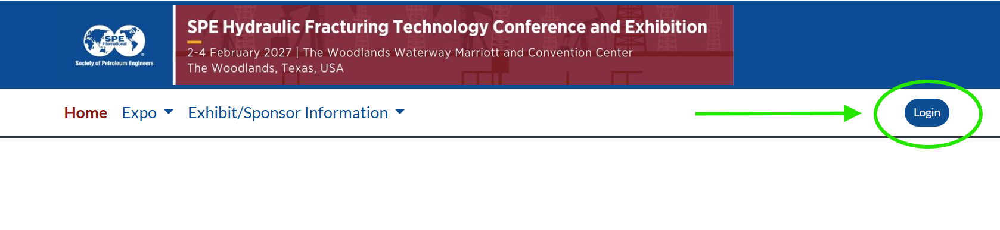 SPE
International
®
Society of Petroleum Engineers
SPE Hydraulic Fracturing Technology Conference and Exhibition
2-4 February 2027 | The Woodlands Waterway Marriott and Convention Center
The Woodlands, Texas, USA
Home Expo Exhibit/Sponsor Information Login